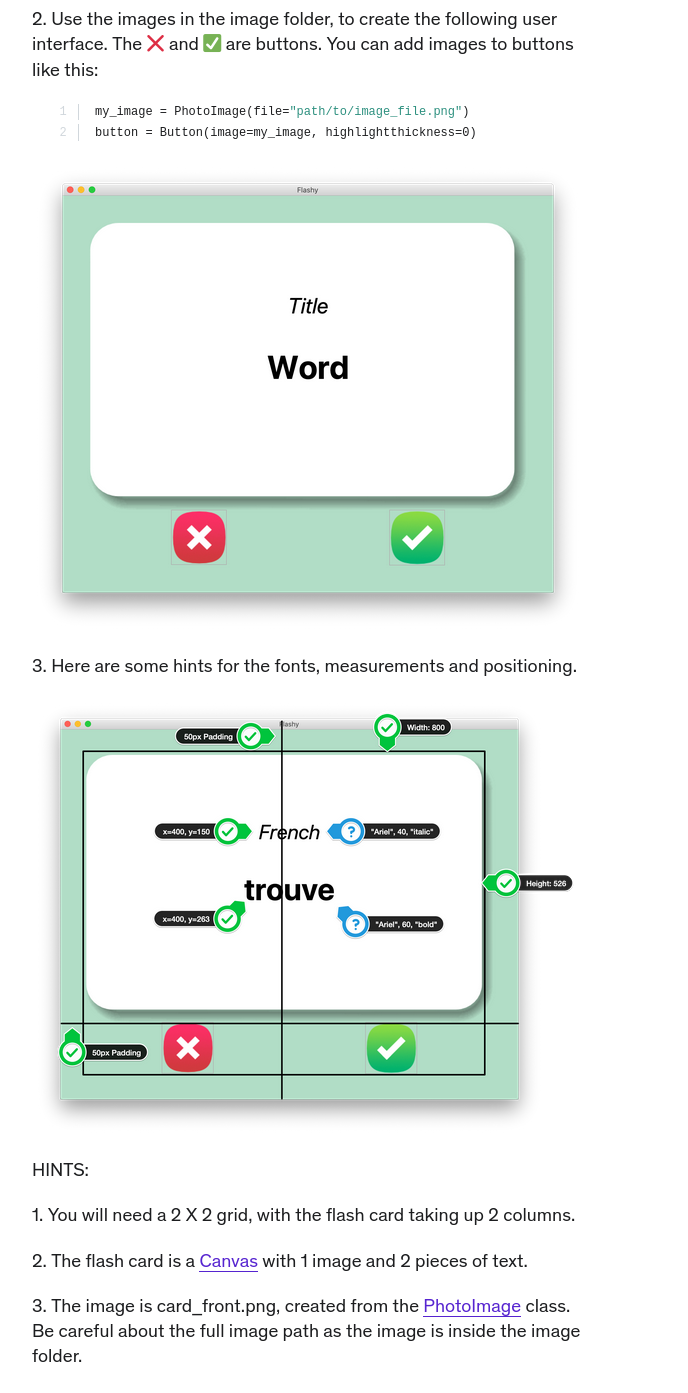 2. Use the images in the image folder, to create the following user
interface. The ❌ and ✅ are buttons. You can add images to buttons
like this:
1 my_image = PhotoImage(file="path/to/image_file.png")
2 button = Button(image=my_image, highlightthickness=0)
Flashy
Title
Word
3. Here are some hints for the fonts, measurements and positioning.
Flashy
50px Padding
Width: 800
x=400, y=150
French
"Ariel", 40, "italic"
trouve
Height: 526
x=400, y=263
"Ariel", 60, "bold"
50px Padding
HINTS:
1. You will need a 2 X 2 grid, with the flash card taking up 2 columns.
2. The flash card is a Canvas with 1 image and 2 pieces of text.
3. The image is card_front.png, created from the PhotoImage class.
Be careful about the full image path as the image is inside the image
folder.